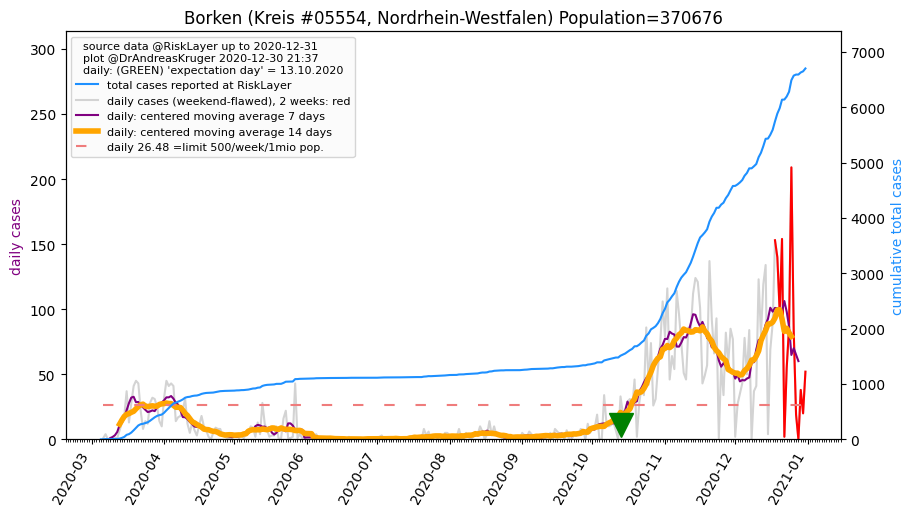 Borken (Kreis #05554, Nordrhein-Westfalen) Population=370676
source data @RiskLayer up to 2020-12-31
plot @DrAndreasKruger 2020-12-30 21:37
daily: (GREEN) 'expectation day' = 13.10.2020
total cases reported at RiskLayer
daily cases (weekend-flawed), 2 weeks: red
daily: centered moving average 7 days
daily: centered moving average 14 days
daily 26.48 =limit 500/week/1mio pop.
daily cases
300
250
200
150
100
50
0
cumulative total cases
7000
6000
5000
4000
3000
2000
1000
0
2020-03
2020-04
2020-05
2020-06
2020-07
2020-08
2020-09
2020-10
2020-11
2020-12
2021-01